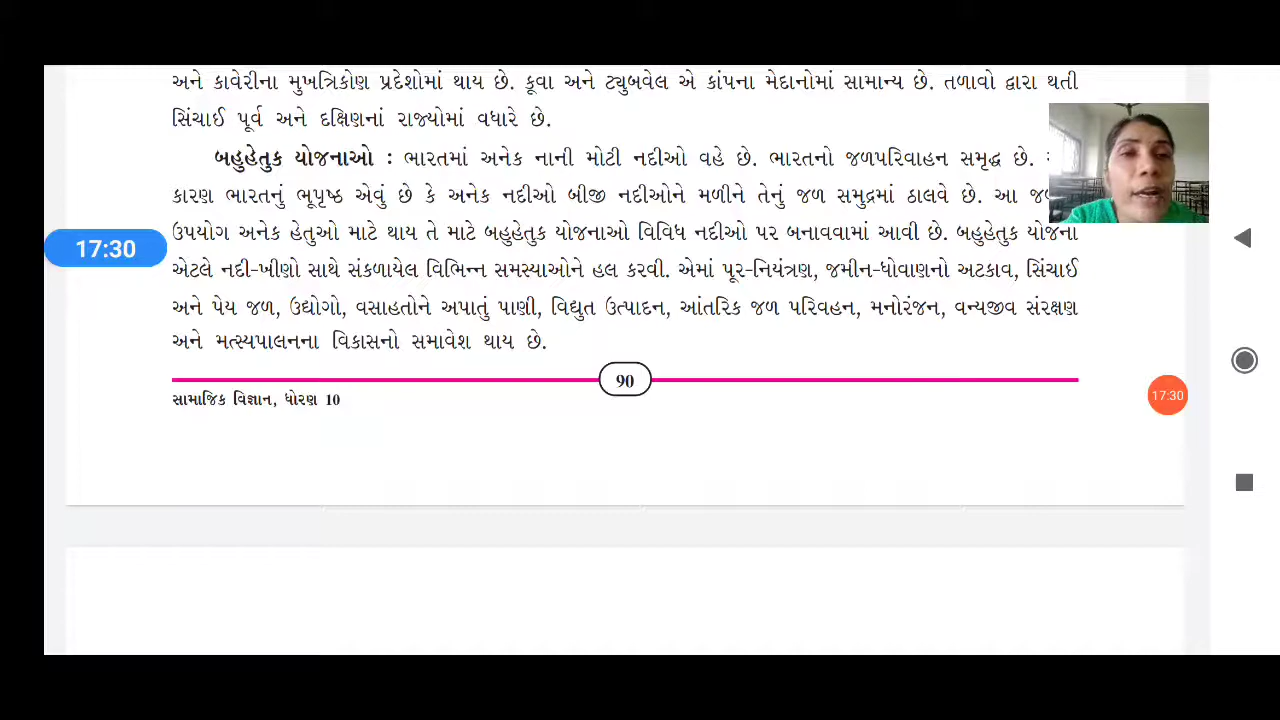 અને કાવેરીના મુખત્રિકોણ પ્રદેશોમાં થાય છે. કૂવા અને ટ્યુબવેલ એ કાંપના મેદાનોમાં સામાન્ય છે. તળાવો દ્વારા થતી
સિંચાઈ પૂર્વ અને દક્ષિણનાં રાજ્યોમાં વધારે છે.
બહુહેતુક યોજનાઓ : ભારતમાં અનેક નાની મોટી નદીઓ વહે છે. ભારતનો જળપરિવાહન સમૃદ્ધ છે.
કારણ ભારતનું ભૂપૃષ્ઠ એવું છે કે અનેક નદીઓ બીજી નદીઓને મળીને તેનું જળ સમુદ્રમાં ઠાલવે છે. આ
ઉપયોગ અનેક હેતુઓ માટે થાય તે માટે બહુહેતુક યોજનાઓ વિવિધ નદીઓ પર બનાવવામાં આવી છે. બહુહેતુક યોજના
17:30
એટલે નદી-ખીણો સાથે સંકળાયેલ વિભિન્ન સમસ્યાઓને હલ કરવી. એમાં પૂર-નિયંત્રણ, જમીન-ધોવાણનો અટકાવ, સિંચાઈ
અને પેય જળ, ઉદ્યોગો, વસાહતોને અપાતું પાણી, વિદ્યુત ઉત્પાદન, આંતરિક જળ પરિવહન, મનોરંજન, વન્યજીવ સંરક્ષણ
અને મત્સ્યપાલનના વિકાસનો સમાવેશ થાય છે.
90
સામાજિક વિજ્ઞાન, ધોરણ 10
17:30